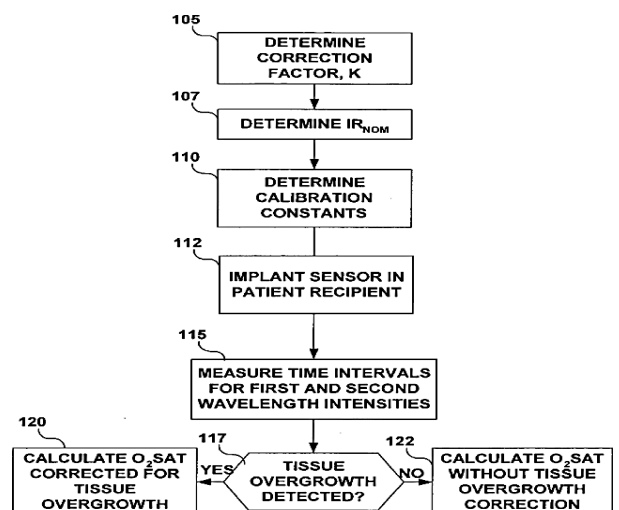 105
DETERMINE
CORRECTION
FACTOR, K
107
DETERMINE IRNOM
110
DETERMINE
CALIBRATION
CONSTANTS
112
IMPLANT SENSOR IN
PATIENT RECIPIENT
115
MEASURE TIME INTERVALS
FOR FIRST AND SECOND
WAVELENGTH INTENSITIES
120
CALCULATE O2SAT
CORRECTED FOR
TISSUE
OVERGROWTH
YES
117
TISSUE
OVERGROWTH
DETECTED?
NO
122
CALCULATE O2SAT
WITHOUT TISSUE
OVERGROWTH
CORRECTION